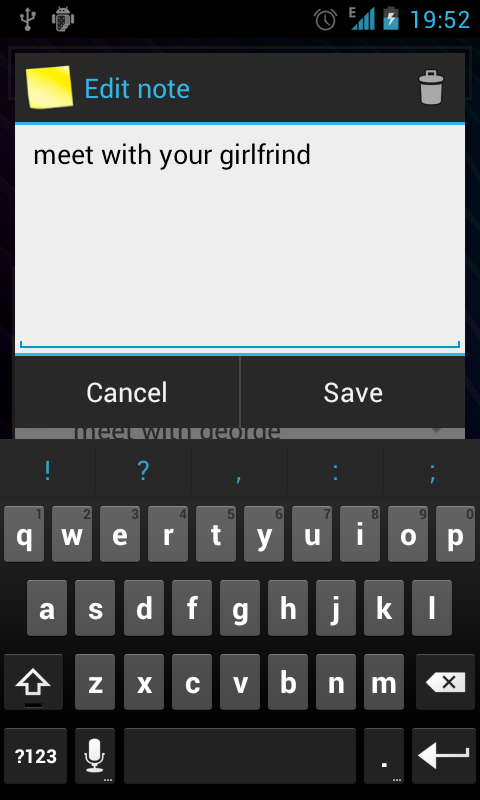 E 19:52
Edit note
meet with your girlfrind
Cancel Save
meet with george
! ? , : ;
1 2 3 4 5 6 7 8 9 0
q w e r t y u i o p
a s d f g h j k l
z x c v b n m
?123 ... . ...